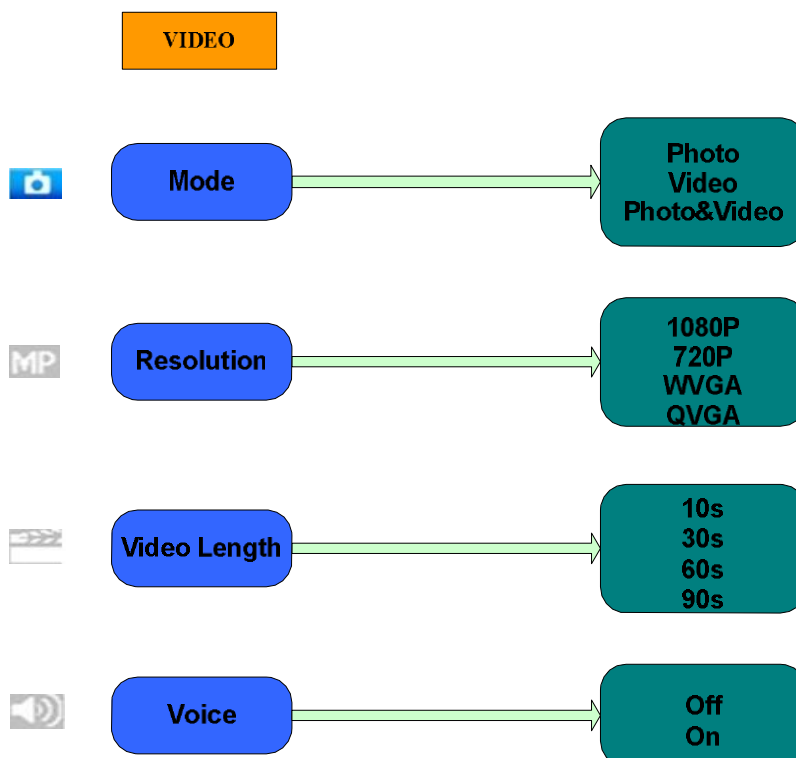 VIDEO
Mode
Photo
Video
Photo&Video
MP
Resolution
1080P
720P
WVGA
QVGA
Video Length
10s
30s
60s
90s
Voice
Off
On